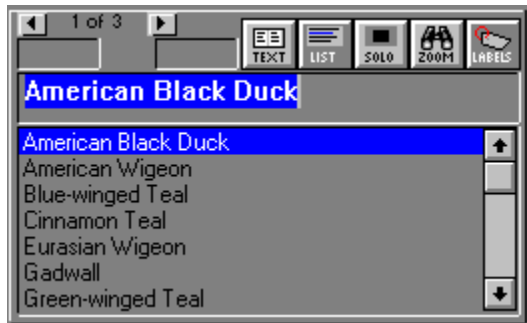 1 of 3
TEXT LIST SOLO ZOOM LABELS
American Black Duck
American Black Duck
American Wigeon
Blue-winged Teal
Cinnamon Teal
Eurasian Wigeon
Gadwall
Green-winged Teal